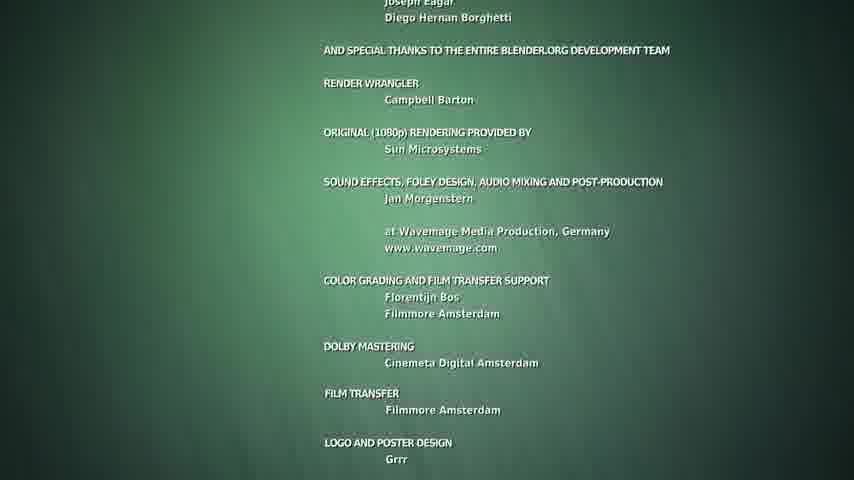 Joseph Eagar
Diego Hernan Borghetti
AND SPECIAL THANKS TO THE ENTIRE BLENDER.ORG DEVELOPMENT TEAM
RENDER WRANGLER
Campbell Barton
ORIGINAL (1080p) RENDERING PROVIDED BY
Sun Microsystems
SOUND EFFECTS, FOLEY DESIGN, AUDIO MIXING AND POST-PRODUCTION
Jan Morgenstern
at Wavemage Media Production, Germany
www.wavemage.com
COLOR GRADING AND FILM TRANSFER SUPPORT
Florentijn Bos
Filmmore Amsterdam
DOLBY MASTERING
Cinemeta Digital Amsterdam
FILM TRANSFER
Filmmore Amsterdam
LOGO AND POSTER DESIGN
Grrr